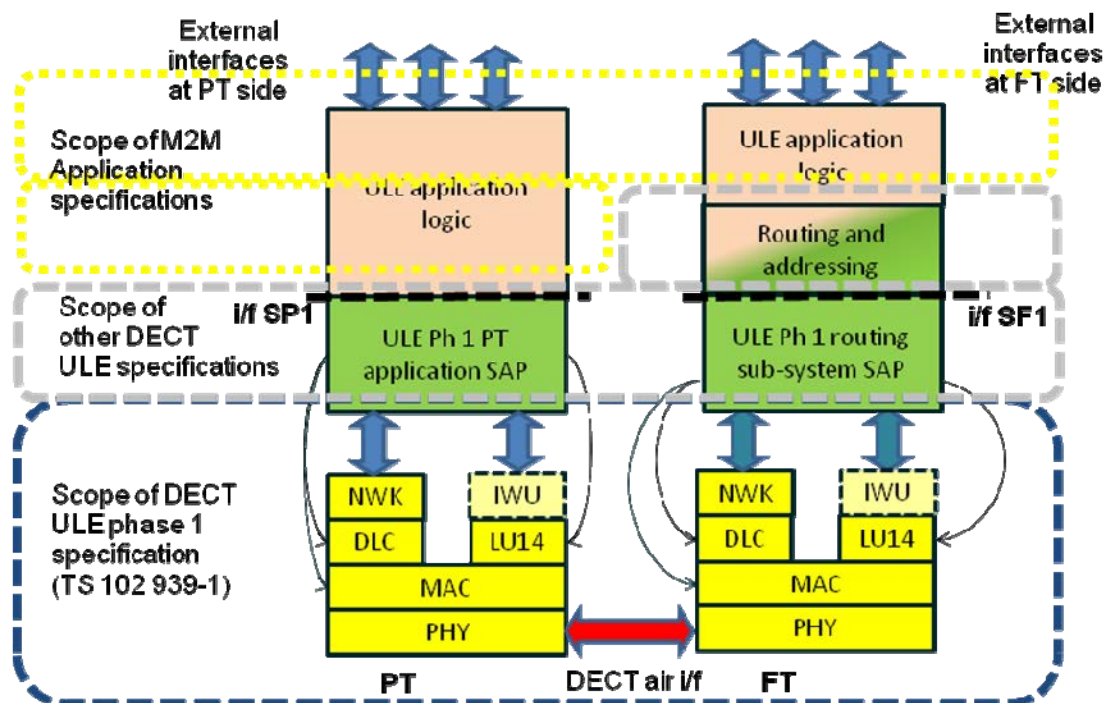 External
interfaces
at PT side
External
interfaces
at FT side
Scope of M2M
Application
specifications
ULE application
logic
ULE application
logic
Routing and
addressing
i/f SP1
i/f SF1
Scope of
other DECT
ULE specifications
ULE Ph 1 PT
application SAP
ULE Ph 1 routing
sub-system SAP
Scope of DECT
ULE phase 1
specification
(TS 102 939-1)
NWK
IWU
DLC
LU14
MAC
PHY
NWK
IWU
DLC
LU14
MAC
PHY
PT
DECT air i/f
FT